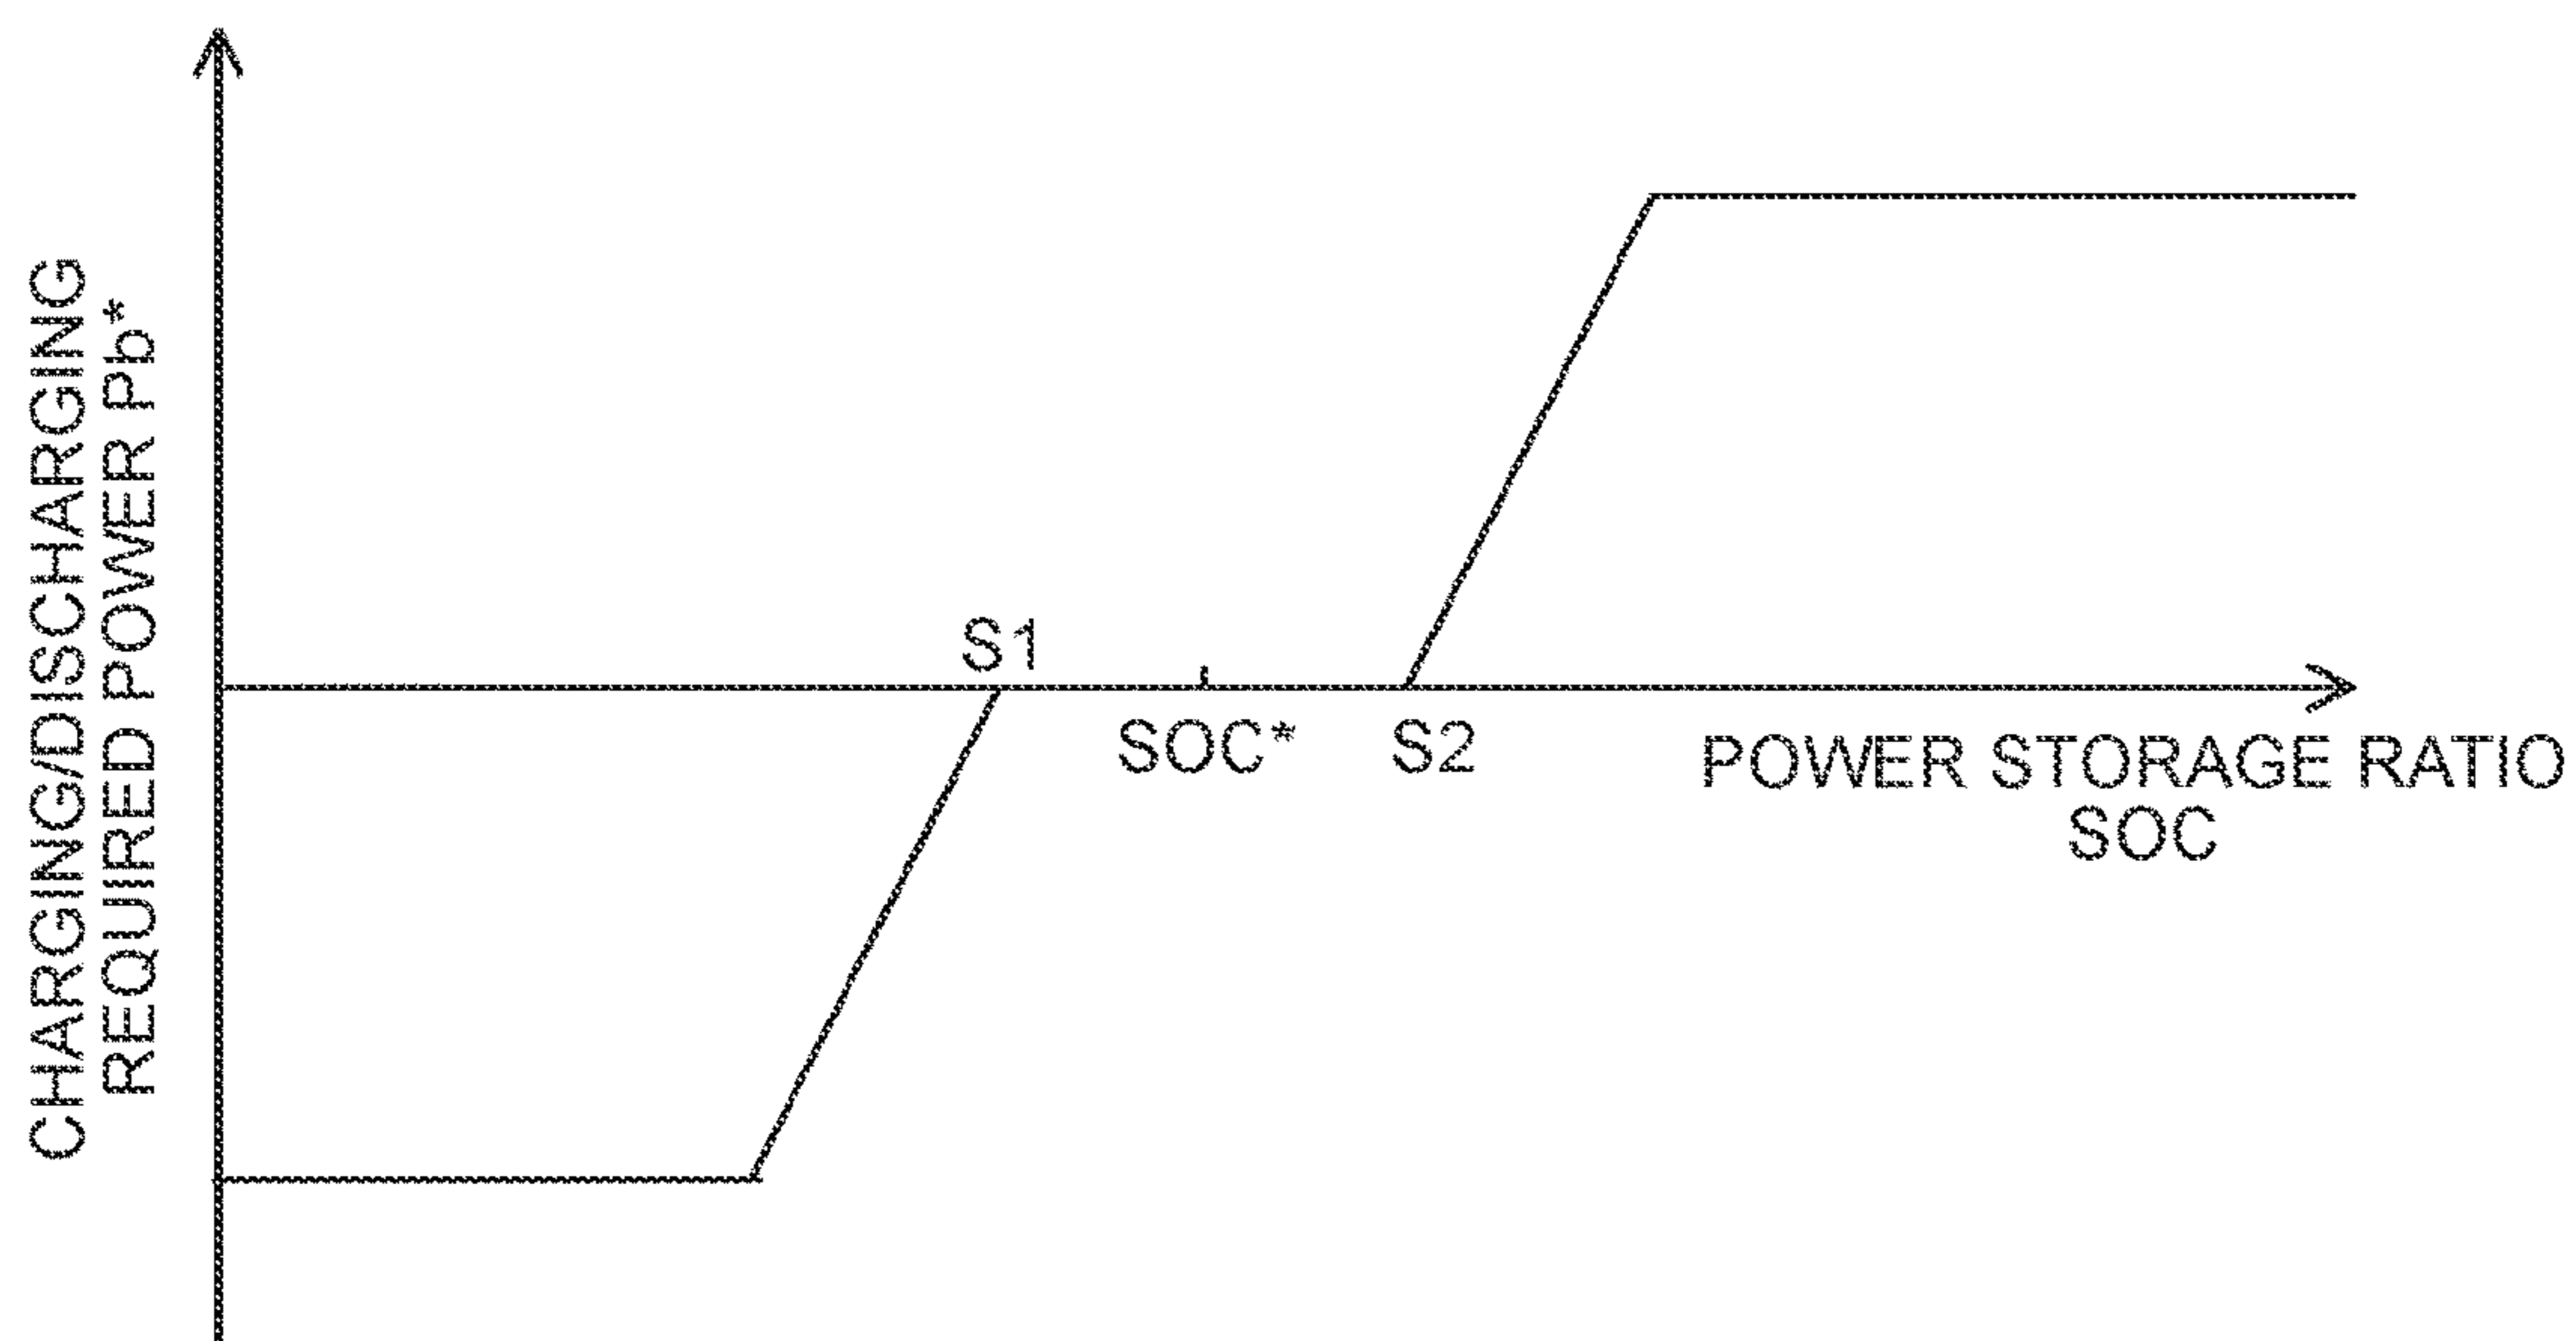 CHARGING/DISCHARGING
REQUIRED POWER Pb*
S1
SOC*
S2
POWER STORAGE RATIO
SOC